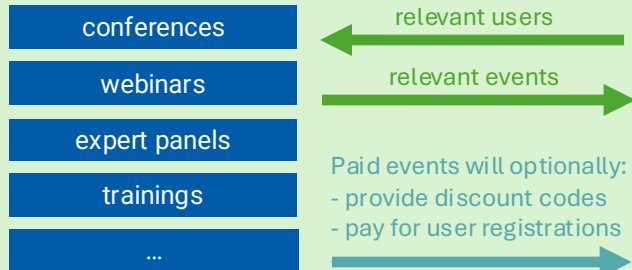 conferences
webinars
expert panels
trainings
...
relevant users
relevant events
Paid events will optionally:
- provide discount codes
- pay for user registrations